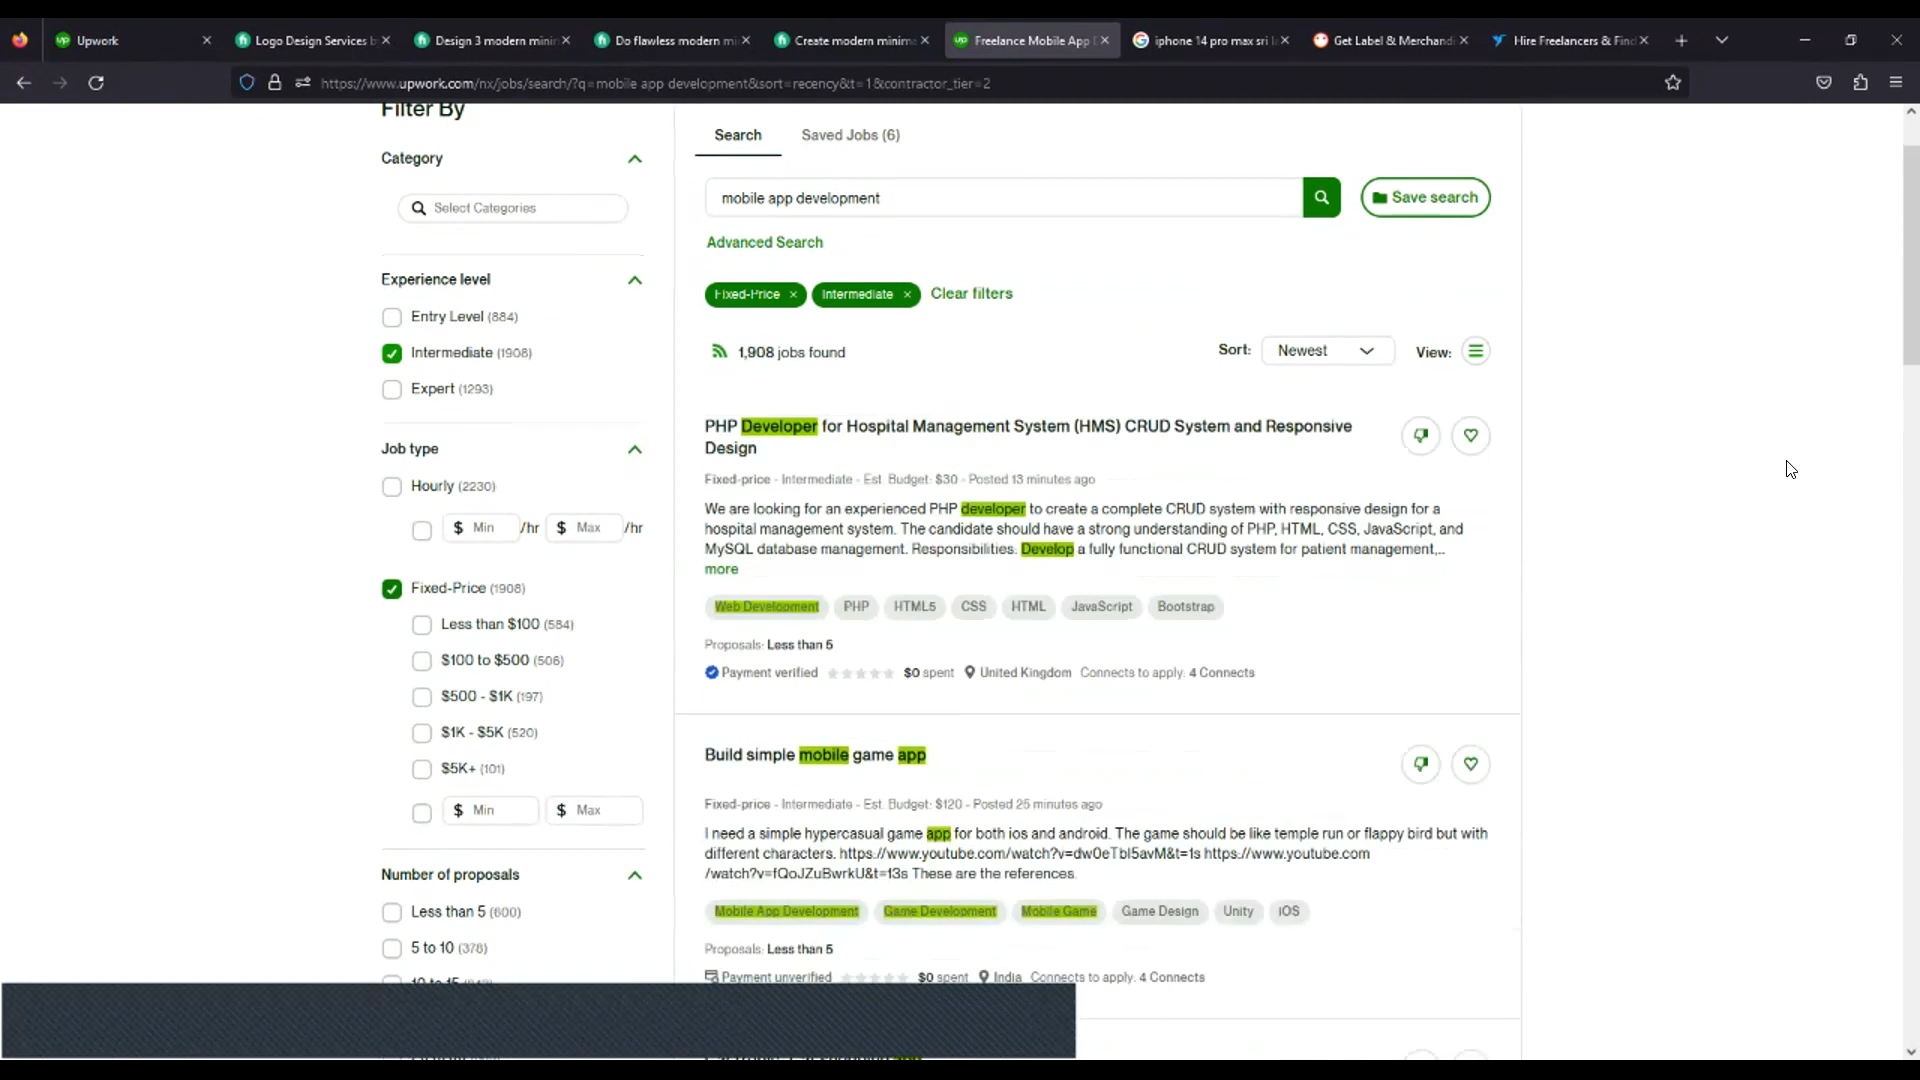 Upwork
Logo Design Services b
Design 3 modern minin
Do flawless modern mi
Create modern minima
Freelance Mobile App
iphone 14 pro max sri l
Get Label & Merchandi
Hire Freelancers & Find
https://www.upwork.com/nx/jobs/search/?q=mobile app development&sort=recency&t=1&contractor_tier=2
Filter By
Category
Select Categories
Experience level
Entry Level (884)
Intermediate (1908)
Expert (1293)
Job type
Hourly (2230)
$ Min /hr $ Max /hr
Fixed-Price (1908)
Less than $100 (584)
$100 to $500 (506)
$500 - $1K (197)
$1K - $5K (520)
$5K+ (101)
$ Min $ Max
Number of proposals
Less than 5 (600)
5 to 10 (378)
10 to 15
Search Saved Jobs (6)
mobile app development
Save search
Advanced Search
Fixed-Price × Intermediate × Clear filters
1,908 jobs found
Sort: Newest View:
PHP Developer for Hospital Management System (HMS) CRUD System and Responsive
Design
Fixed-price - Intermediate - Est. Budget: $30 - Posted 13 minutes ago
We are looking for an experienced PHP developer to create a complete CRUD system with responsive design for a
hospital management system. The candidate should have a strong understanding of PHP, HTML, CSS, JavaScript, and
MySQL database management. Responsibilities. Develop a fully functional CRUD system for patient management,...
more
Web Development PHP HTML5 CSS HTML JavaScript Bootstrap
Proposals: Less than 5
Payment verified $0 spent United Kingdom Connects to apply: 4 Connects
Build simple mobile game app
Fixed-price - Intermediate - Est. Budget: $120 - Posted 25 minutes ago
I need a simple hypercasual game app for both ios and android. The game should be like temple run or flappy bird but with
different characters. https://www.youtube.com/watch?v=dw0eTbI5avM&t=1s https://www.youtube.com
/watch?v=fQoJZuBwrkU&t=13s These are the references.
Mobile App Development Game Development Mobile Game Game Design Unity iOS
Proposals: Less than 5
Payment unverified $0 spent India Connects to apply: 4 Connects